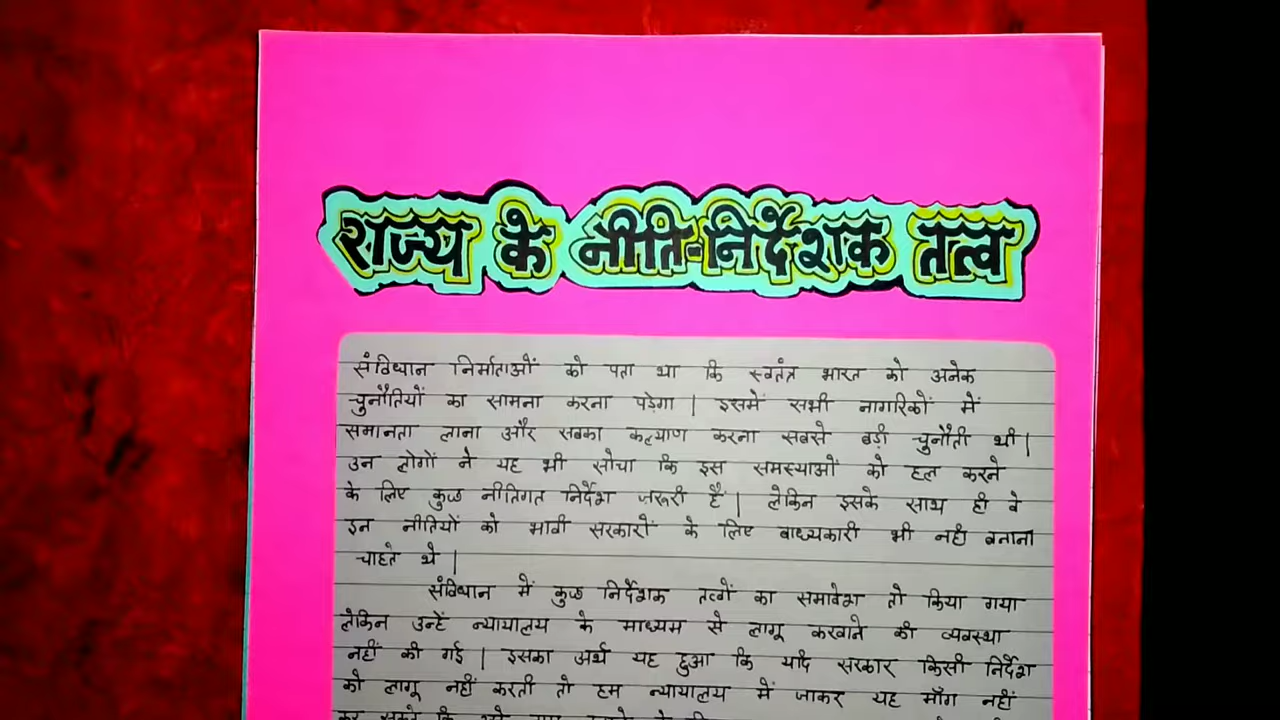 राज्य के नीति-निर्देशक तत्व
संविधान निर्माताओं को पता था कि स्वतंत्र भारत को अनेक
चुनौतियों का सामना करना पड़ेगा | इसमें सभी नागरिकों में
समानता लाना और सबका कल्याण करना सबसे बड़ी चुनौती थी |
उन लोगों ने यह भी सोचा कि इस समस्याओं को हल करने
के लिए कुछ नीतिगत निर्देश जरूरी है | लेकिन इसके साथ ही वे
इन नीतियों को भावी सरकारों के लिए बाध्यकारी भी नही बनाना
चाहते थे |
संविधान में कुछ निर्देशक तत्वों का समावेश तो किया गया
लेकिन उन्हें न्यायालय के माध्यम से लागू करवाने की व्यवस्था
नहीं की गई | इसका अर्थ यह हुआ कि यदि सरकार किसी निर्देश
को लागू नहीं करती तो हम न्यायालय में जाकर यह माँग नहीं
कर सकते कि